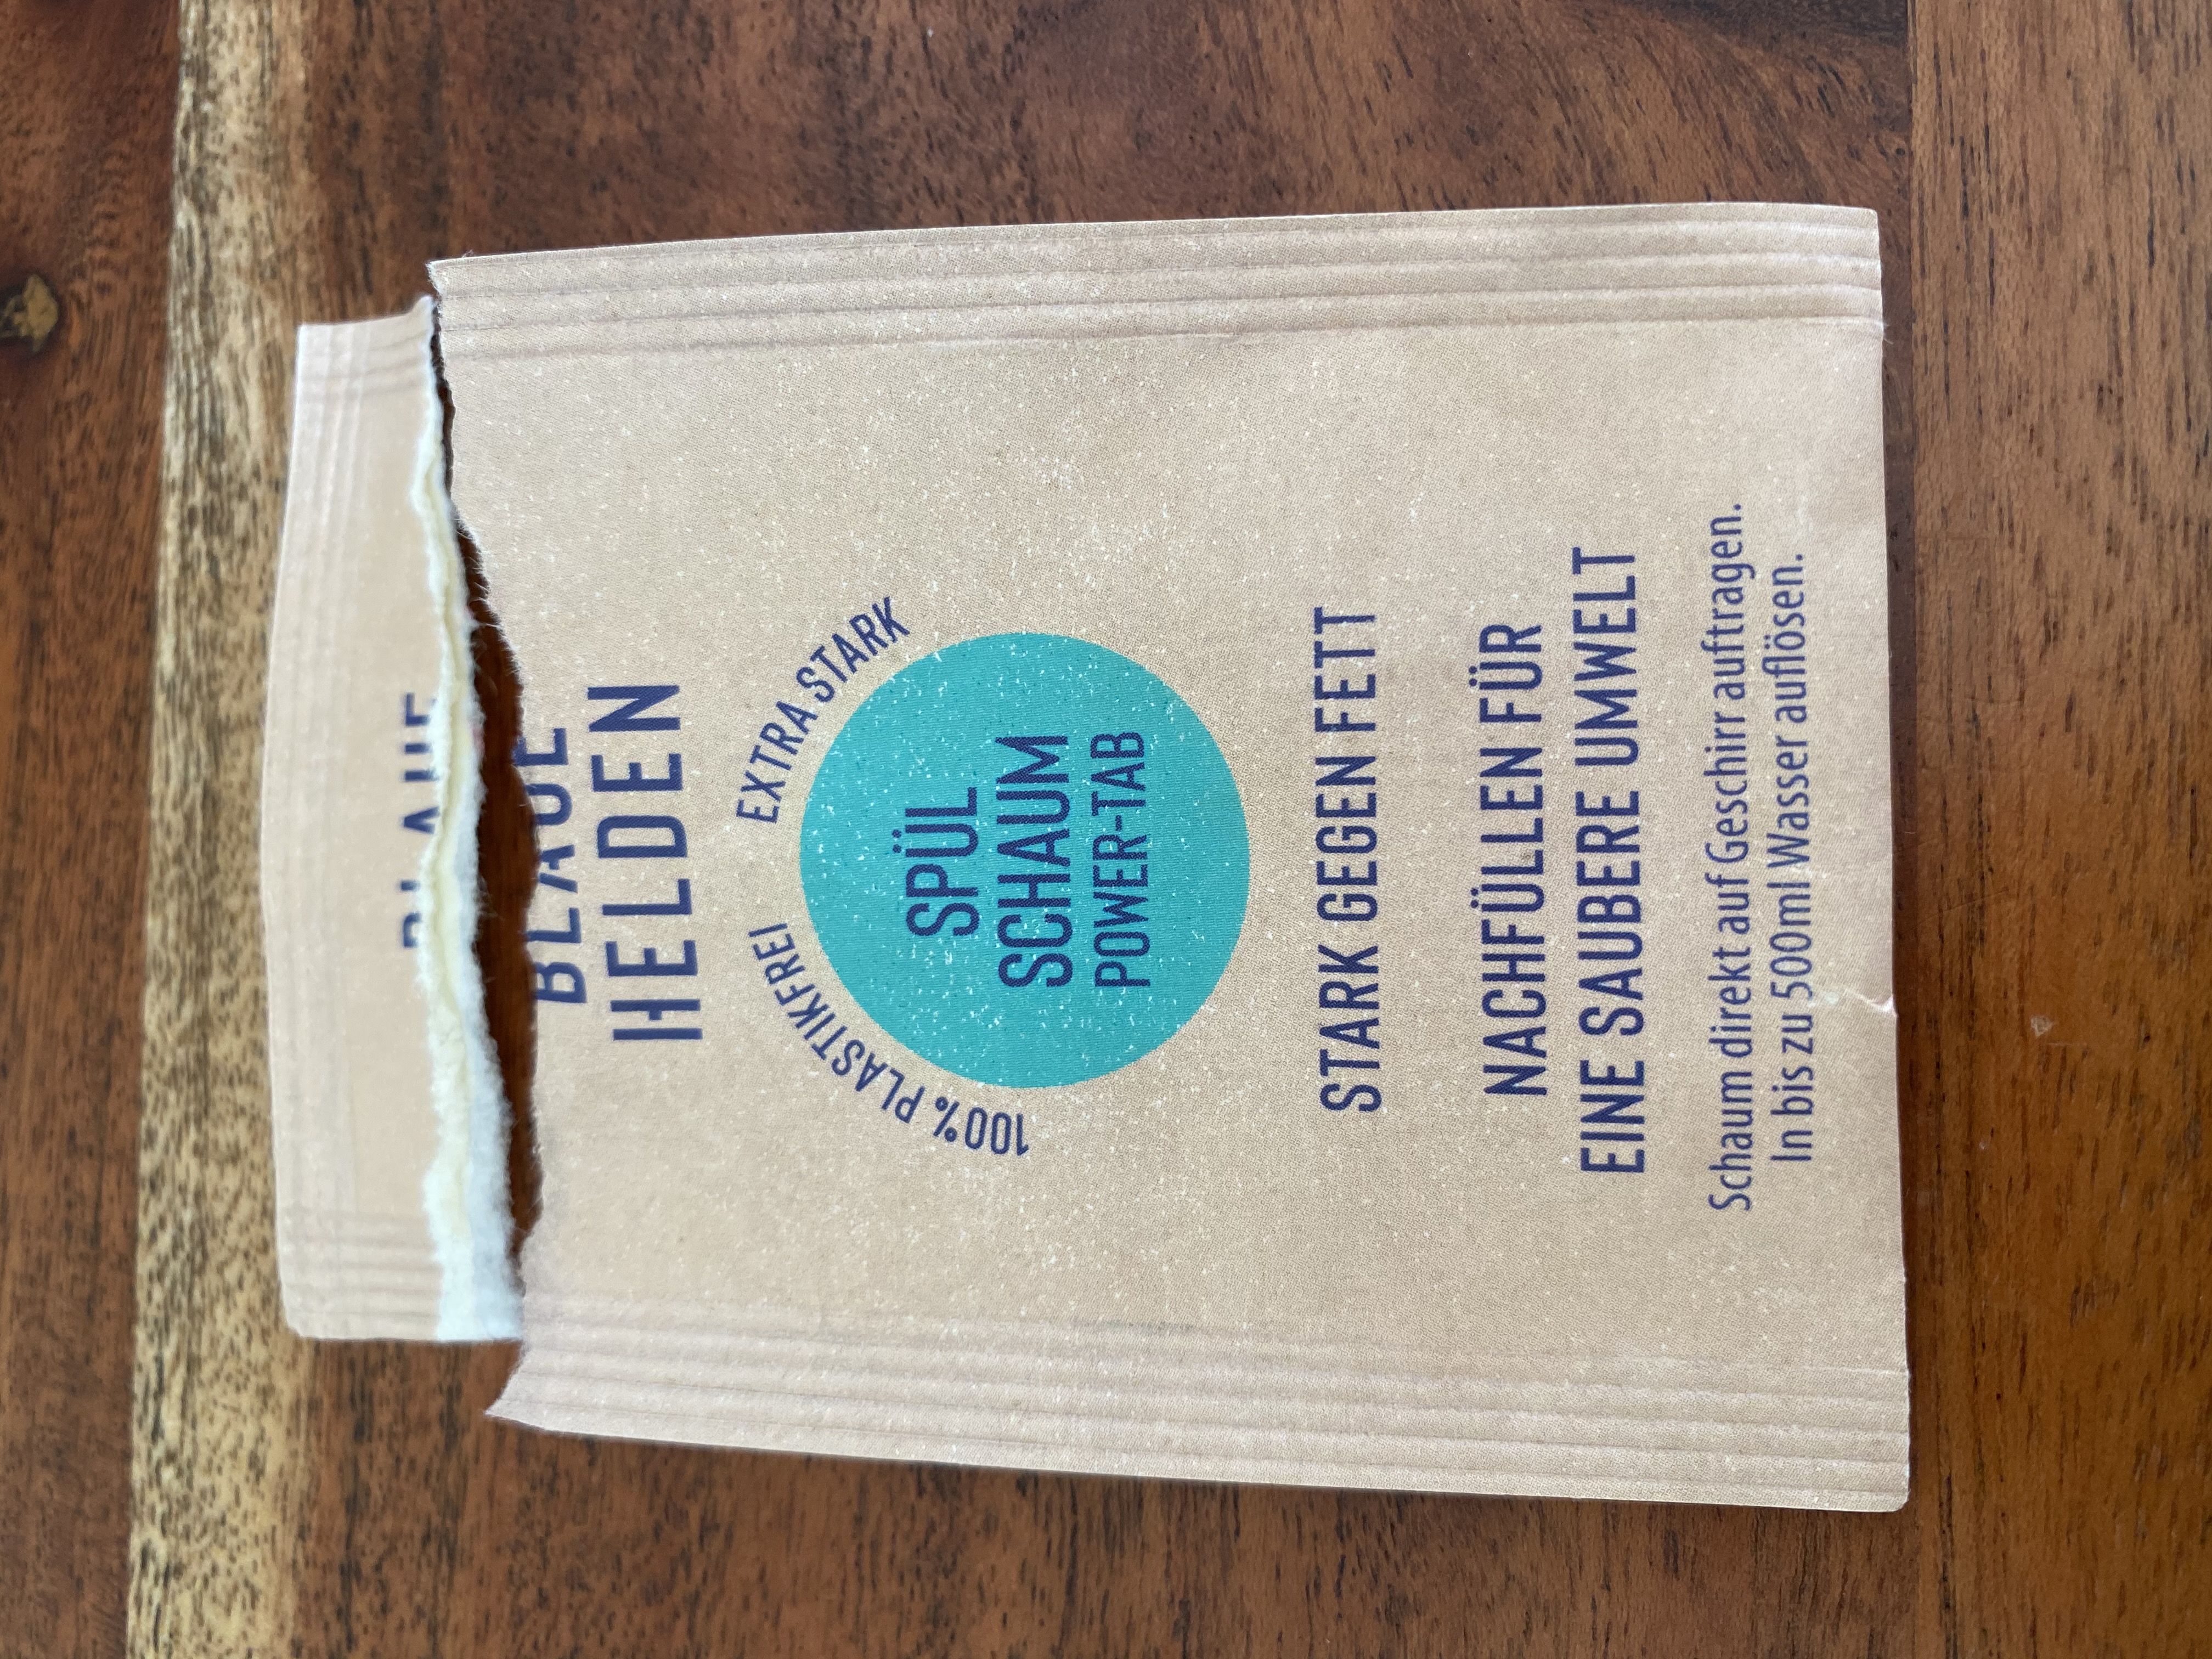 BLAUE
HELDEN
100% PLASTIKFREI
EXTRA STARK
SPÜL
SCHAUM
POWER-TAB
STARK GEGEN FETT
NACHFÜLLEN FÜR
EINE SAUBERE UMWELT
Schaum direkt auf Geschirr auftragen.
In bis zu 500ml Wasser auflösen.